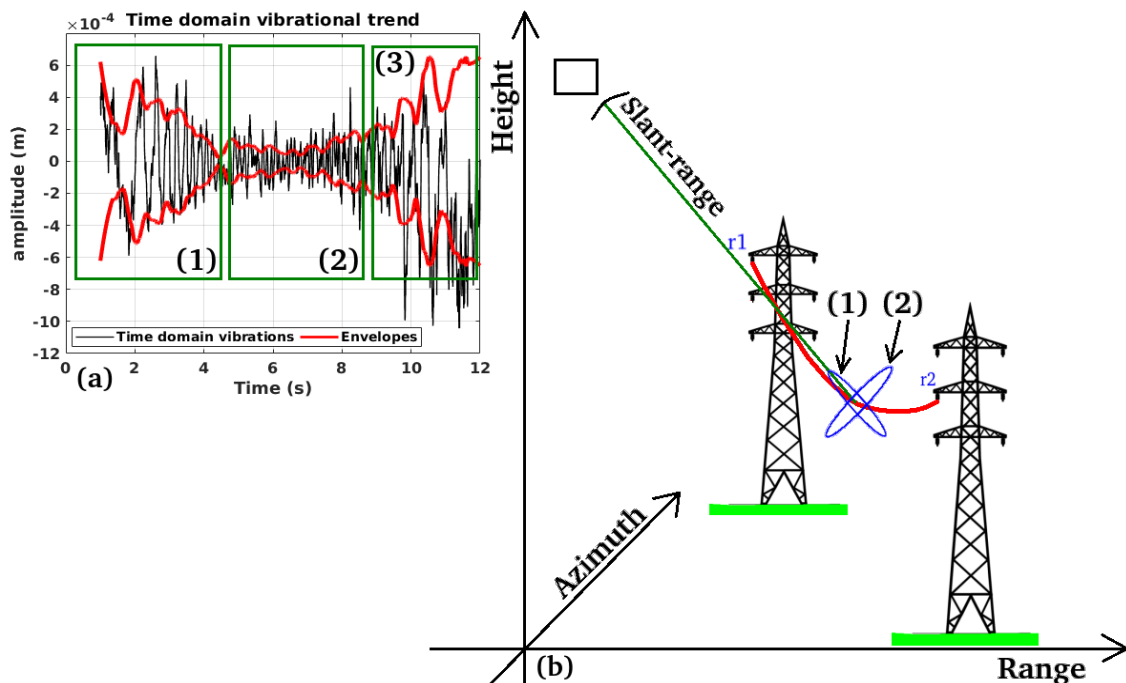 Time domain vibrational trend
×10⁻⁴
amplitude (m)
6
4
2
0
-2
-4
-6
-8
-10
-12
(1)
(2)
(3)
Time domain vibrations
Envelopes
0 2 4 6 8 10 12
Time (s)
(a)
Height
Slant-range
r1
(1)
(2)
r2
Azimuth
(b)
Range